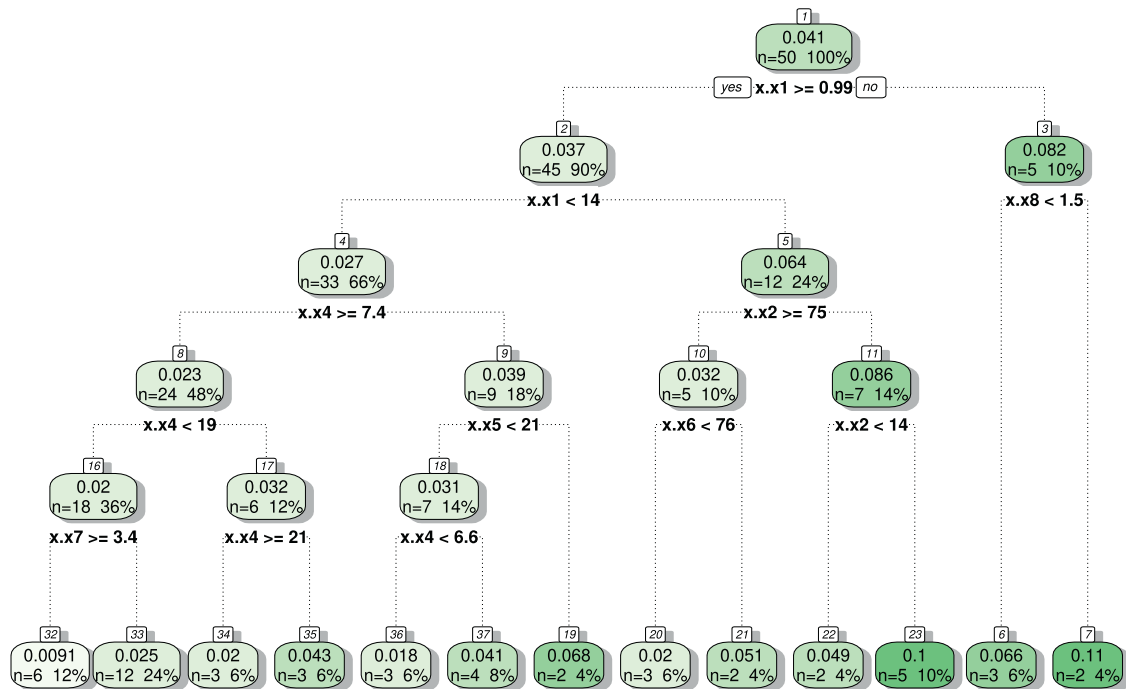 1
0.041
n=50 100%
yes x.x1 >= 0.99 no
2 3
0.037 0.082
n=45 90% n=5 10%
x.x1 < 14 x.x8 < 1.5
4 5
0.027 0.064
n=33 66% n=12 24%
x.x4 >= 7.4 x.x2 >= 75
8 9 10 11
0.023 0.039 0.032 0.086
n=24 48% n=9 18% n=5 10% n=7 14%
x.x4 < 19 x.x5 < 21 x.x6 < 76 x.x2 < 14
16 17 18
0.02 0.032 0.031
n=18 36% n=6 12% n=7 14%
x.x7 >= 3.4 x.x4 >= 21 x.x4 < 6.6
32 33 34 35 36 37 19 20 21 22 23 6 7
0.0091 0.025 0.02 0.043 0.018 0.041 0.068 0.02 0.051 0.049 0.1 0.066 0.11
n=6 12% n=12 24% n=3 6% n=3 6% n=3 6% n=4 8% n=2 4% n=3 6% n=2 4% n=2 4% n=5 10% n=3 6% n=2 4%